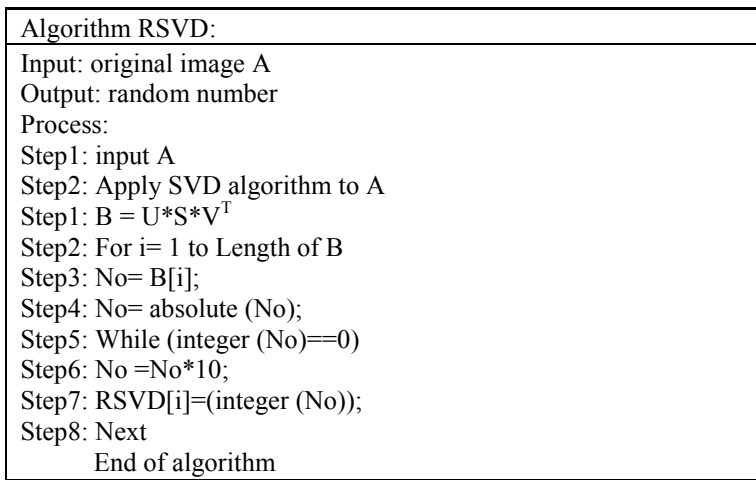 Algorithm RSVD:
Input: original image A
Output: random number
Process:
Step1: input A
Step2: Apply SVD algorithm to A
Step1: B = U*S*V^T
Step2: For i= 1 to Length of B
Step3: No= B[i];
Step4: No= absolute (No);
Step5: While (integer (No)==0)
Step6: No =No*10;
Step7: RSVD[i]=(integer (No));
Step8: Next
End of algorithm